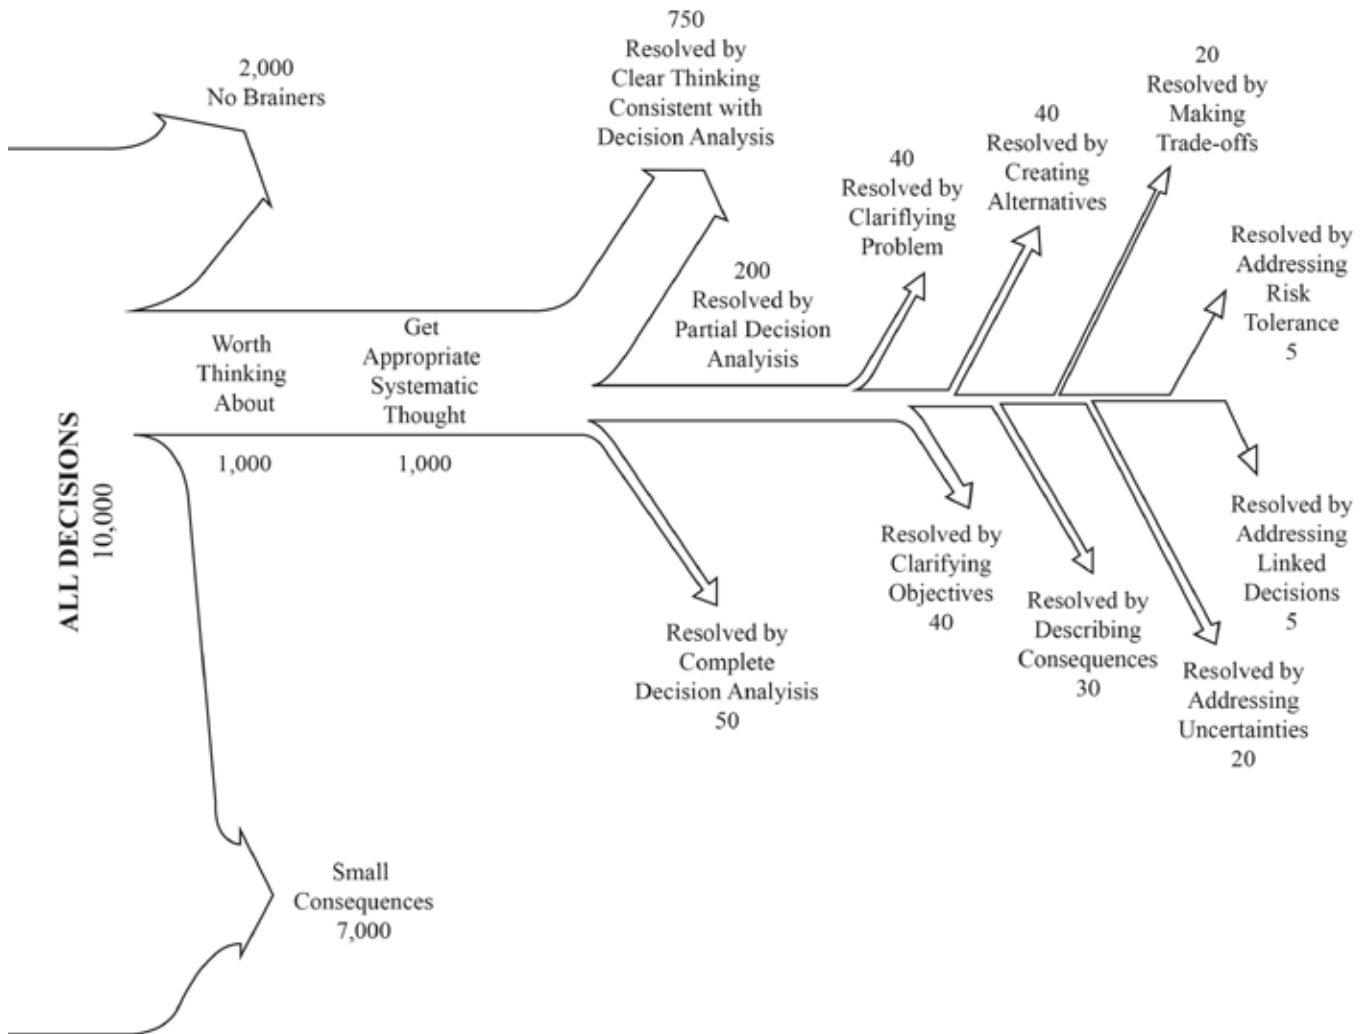 750
Resolved by
Clear Thinking
Consistent with
Decision Analysis
2,000
No Brainers
20
Resolved by
Making
Trade-offs
40
Resolved by
Creating
Alternatives
40
Resolved by
Clariflying
Problem
Resolved by
Addressing
Risk
Tolerance
5
200
Resolved by
Partial Decision
Analyisis
Worth
Thinking
About
1,000
Get
Appropriate
Systematic
Thought
1,000
ALL DECISIONS
10,000
Resolved by
Complete
Decision Analyisis
50
Resolved by
Clarifying
Objectives
40
Resolved by
Describing
Consequences
30
Resolved by
Addressing
Linked
Decisions
5
Resolved by
Addressing
Uncertainties
20
Small
Consequences
7,000